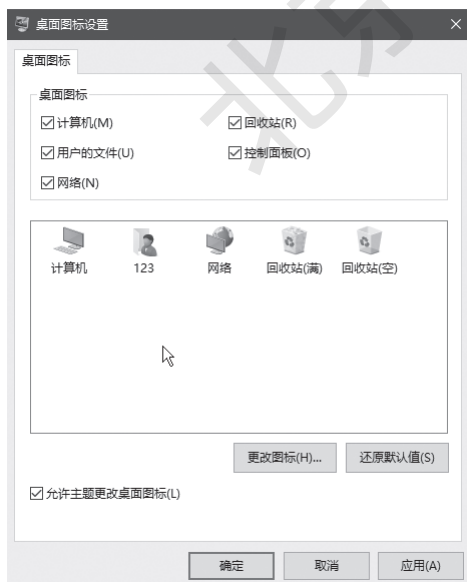 桌面图标设置
桌面图标
桌面图标
计算机(M)
回收站(R)
用户的文件(U)
控制面板(O)
网络(N)
计算机
123
网络
回收站(满)
回收站(空)
更改图标(H)...
还原默认值(S)
允许主题更改桌面图标(L)
确定
取消
应用(A)
北京